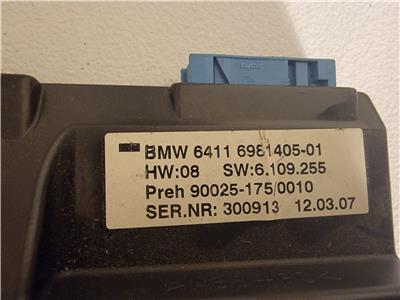 tyco
BMW 6411 6981405-01
HW:08 SW:6.109.255
Preh 90025-175/0010
SER.NR: 300913 12.03.07